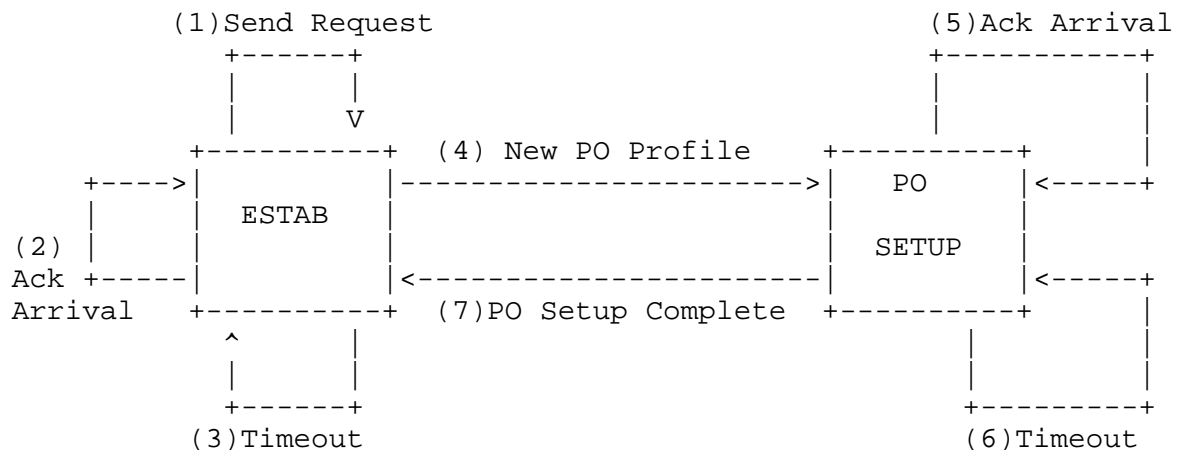 (1)Send Request (5)Ack Arrival
(4) New PO Profile
PO
ESTAB
(2) SETUP
Ack
Arrival (7)PO Setup Complete
(3)Timeout (6)Timeout